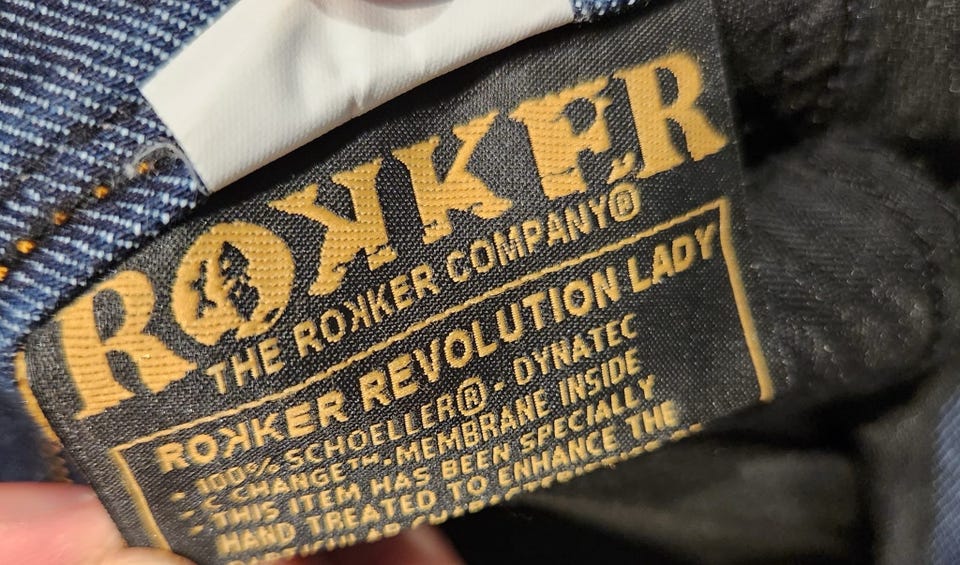 ROKKER
THE ROKKER COMPANY®
ROKKER REVOLUTION LADY
• 100% SCHOELLER® - DYNATEC
• C CHANGE™-MEMBRANE INSIDE
• THIS ITEM HAS BEEN SPECIALLY
HAND TREATED TO ENHANCE THE